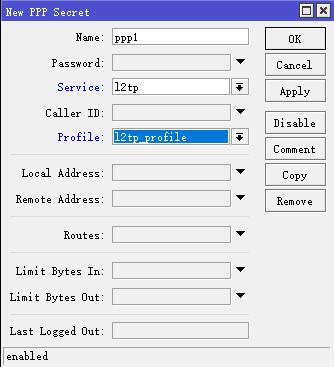 New PPP Secret
Name: ppp1
OK
Password:
Cancel
Service: l2tp
Apply
Caller ID:
Disable
Profile: l2tp_profile
Comment
Local Address:
Copy
Remote Address:
Remove
Routes:
Limit Bytes In:
Limit Bytes Out:
Last Logged Out:
enabled